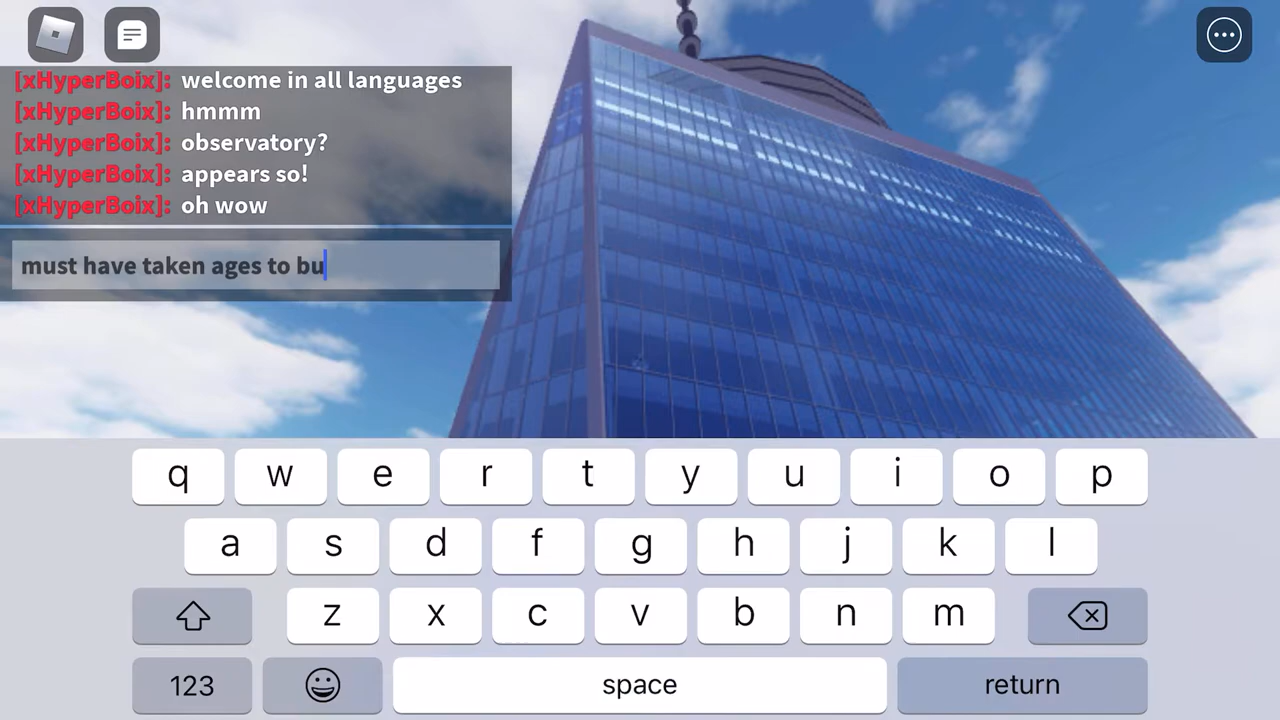 [xHyperBoix]: welcome in all languages
[xHyperBoix]: hmmm
[xHyperBoix]: observatory?
[xHyperBoix]: appears so!
[xHyperBoix]: oh wow
must have taken ages to bu
q w e r t y u i o p
a s d f g h j k l
z x c v b n m
123 space return